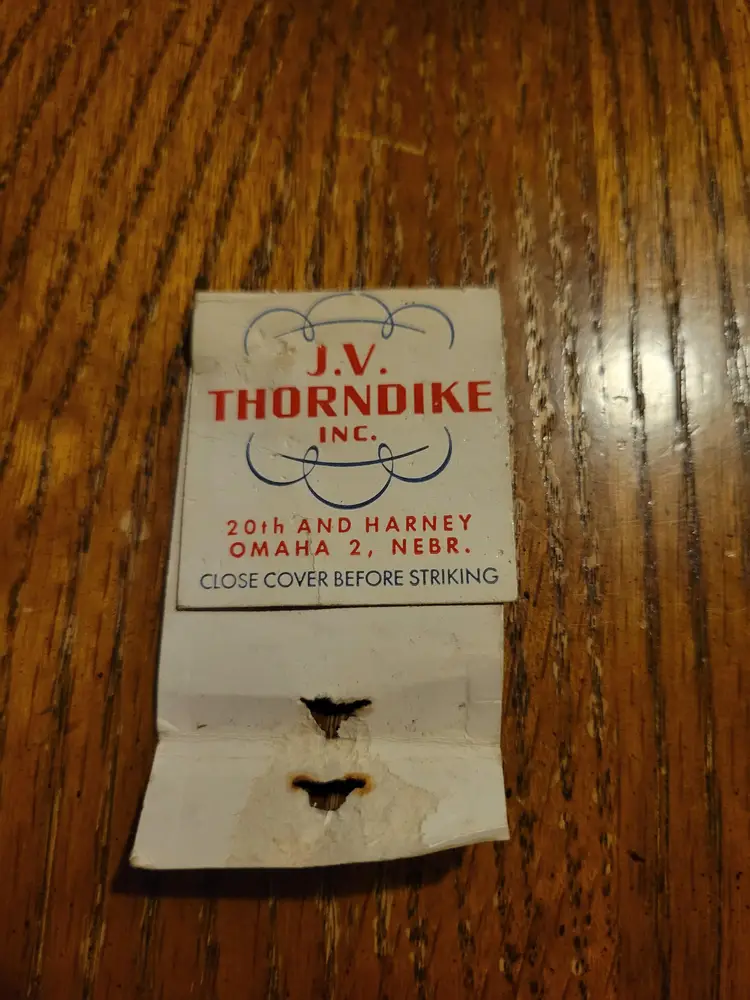 J.V.
THORNDIKE
INC.
20th AND HARNEY
OMAHA 2, NEBR.
CLOSE COVER BEFORE STRIKING